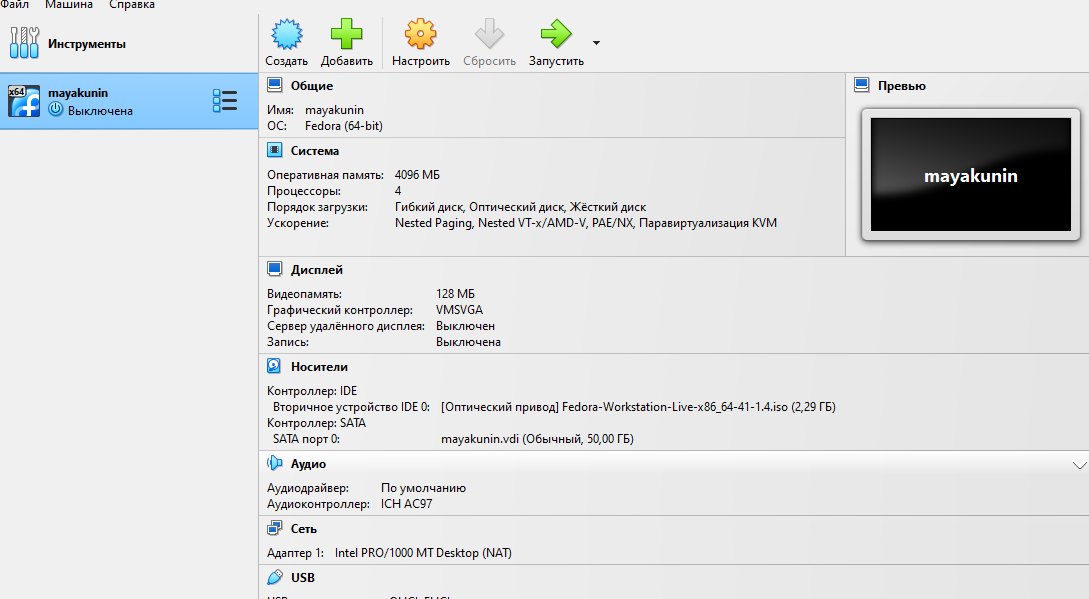 Файл Машина Справка
Инструменты
Создать Добавить Настроить Сбросить Запустить
x64
mayakunin
Выключена
Общие
Имя: mayakunin
ОС: Fedora (64-bit)
Превью
mayakunin
Система
Оперативная память: 4096 МБ
Процессоры: 4
Порядок загрузки: Гибкий диск, Оптический диск, Жёсткий диск
Ускорение: Nested Paging, Nested VT-x/AMD-V, PAE/NX, Паравиртуализация KVM
Дисплей
Видеопамять: 128 МБ
Графический контроллер: VMSVGA
Сервер удалённого дисплея: Выключен
Запись: Выключена
Носители
Контроллер: IDE
Вторичное устройство IDE 0: [Оптический привод] Fedora-Workstation-Live-x86_64-41-1.4.iso (2,29 ГБ)
Контроллер: SATA
SATA порт 0: mayakunin.vdi (Обычный, 50,00 ГБ)
Аудио
Аудиодрайвер: По умолчанию
Аудиоконтроллер: ICH AC97
Сеть
Адаптер 1: Intel PRO/1000 MT Desktop (NAT)
USB